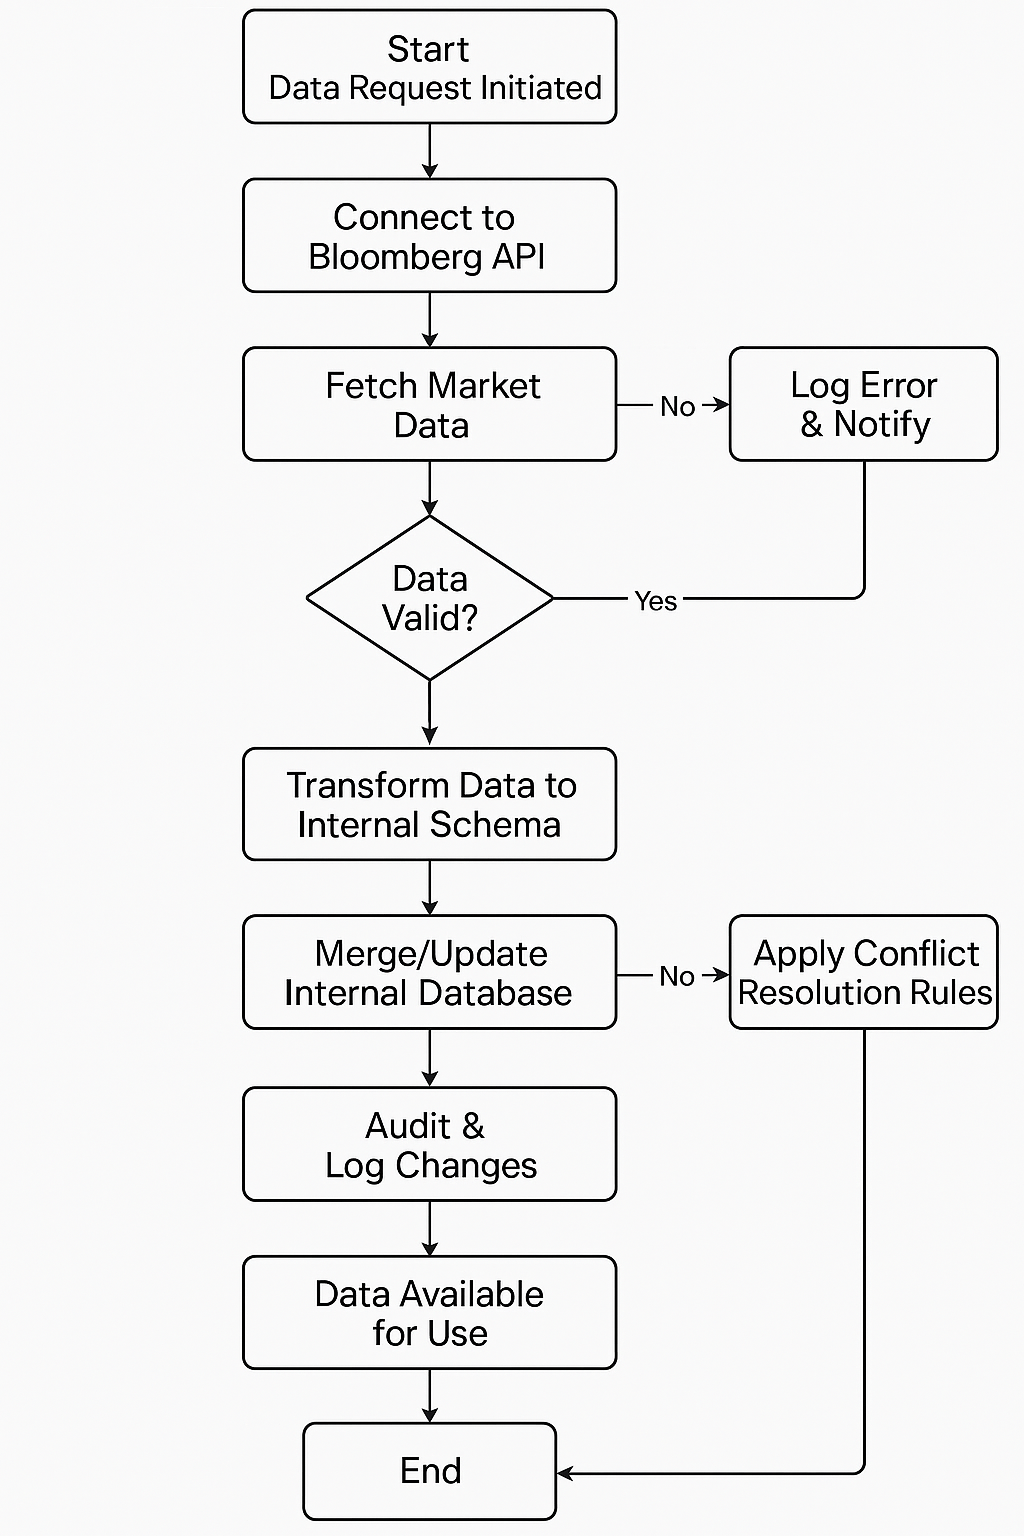 Start
Data Request Initiated
Connect to
Bloomberg API
Fetch Market
Data
No
Log Error
& Notify
Data
Valid?
Yes
Transform Data to
Internal Schema
Merge/Update
Internal Database
No
Apply Conflict
Resolution Rules
Audit &
Log Changes
Data Available
for Use
End